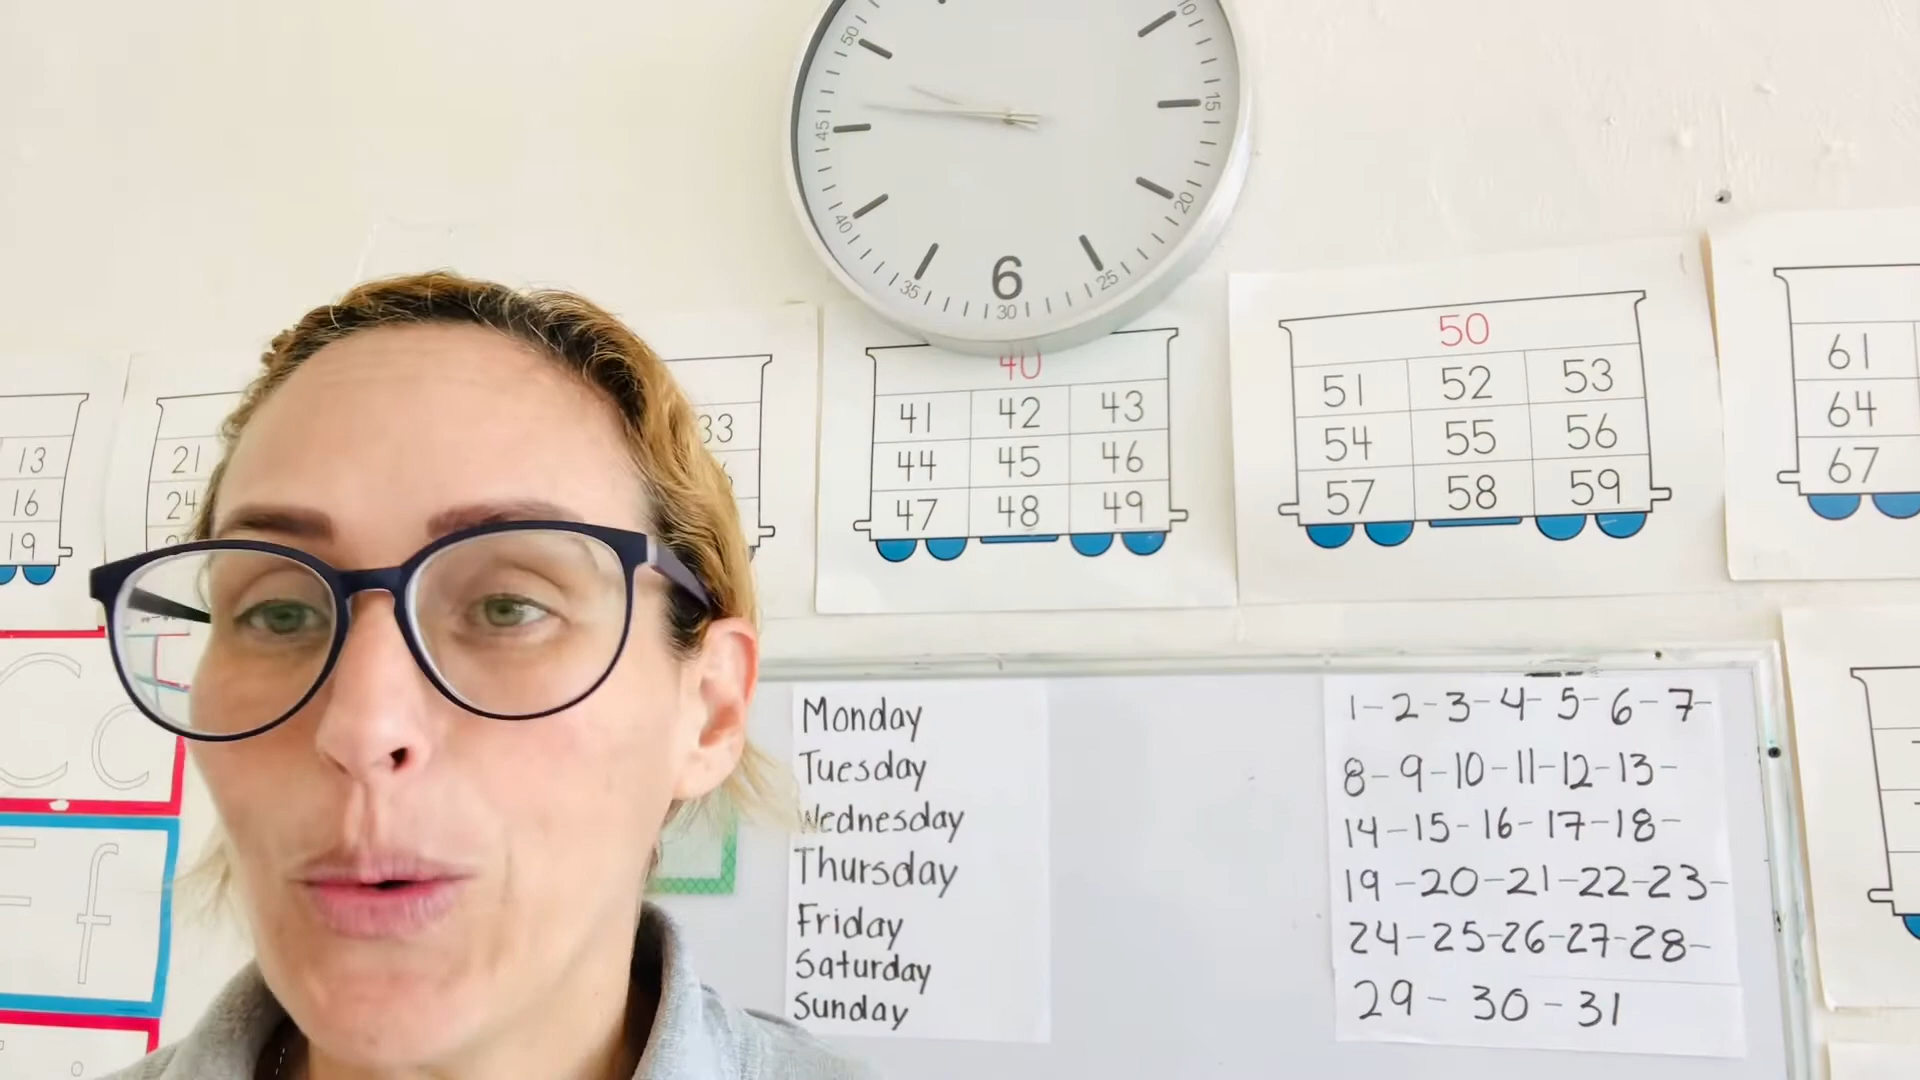 50
10
45
15
40
20
35
6
25
30
13
16
19
21
24
33
40
41 42 43
44 45 46
47 48 49
50
51 52 53
54 55 56
57 58 59
61
64
67
C c
f
Monday
Tuesday
Wednesday
Thursday
Friday
Saturday
Sunday
1-2-3-4-5-6-7-
8-9-10-11-12-13-
14-15-16-17-18-
19-20-21-22-23-
24-25-26-27-28-
29-30-31